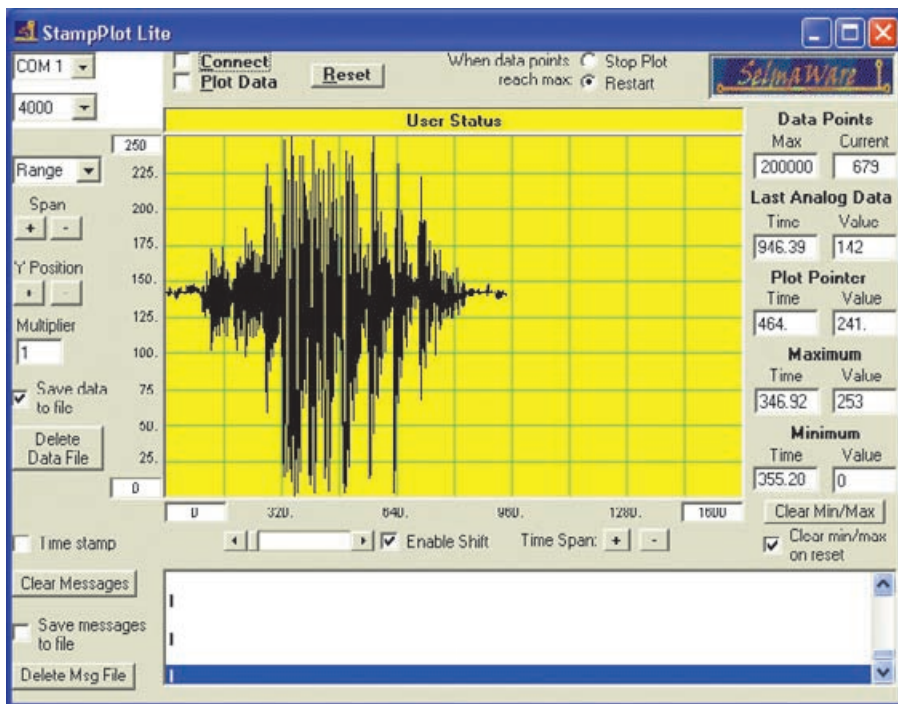 StampPlot Lite
COM 1
4000
Connect
Plot Data
Reset
When data points
reach max:
Stop Plot
Restart
SelmaWare
User Status
250
225.
200.
175.
150.
125.
100.
75
50.
25.
0
Range
Span
+ -
Y Position
+ -
Multiplier
1
Save data
to file
Delete
Data File
Data Points
Max Current
200000 679
Last Analog Data
Time Value
946.39 142
Plot Pointer
Time Value
464. 241.
Maximum
Time Value
346.92 253
Minimum
Time Value
355.20 0
Clear Min/Max
Clear min/max
on reset
0 320. 640. 960. 1280. 1600
Enable Shift
Time Span: + -
Time stamp
Clear Messages
Save messages
to file
Delete Msg File